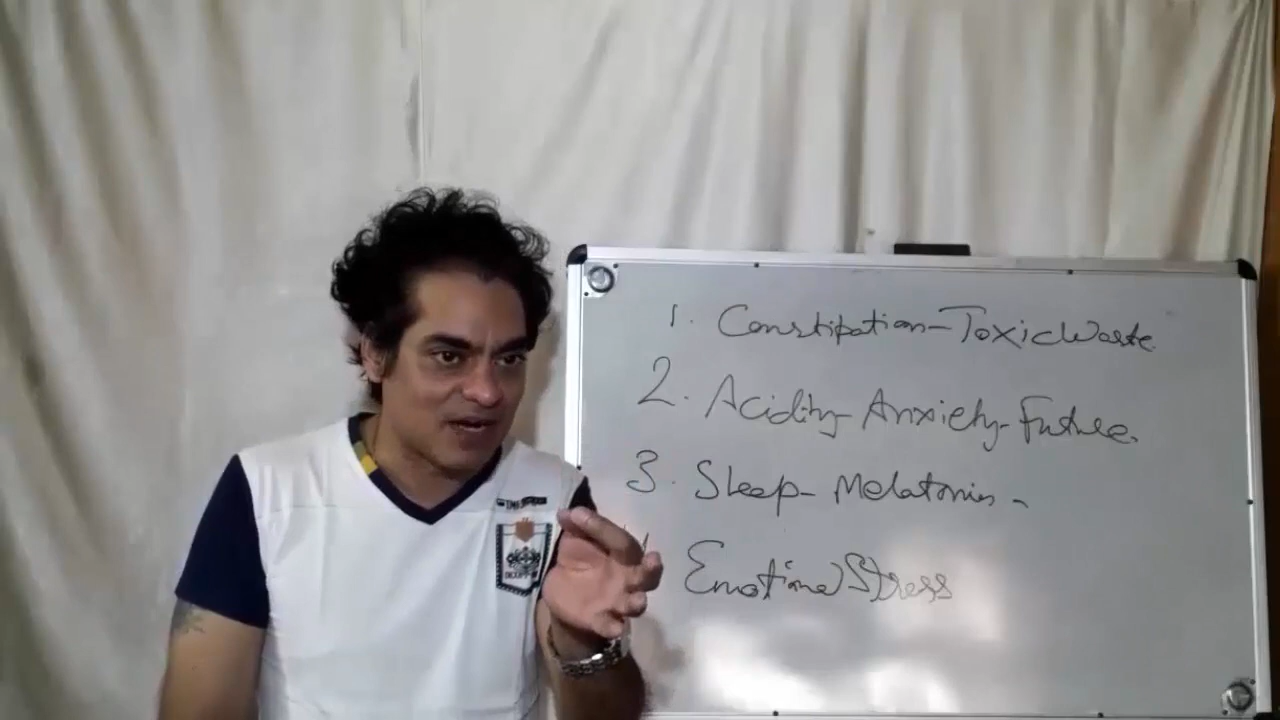 1. Constipation-Toxic Waste
2. Acidity-Anxiety-Future.
3. Sleep-Melatonin-
Emotional Stress